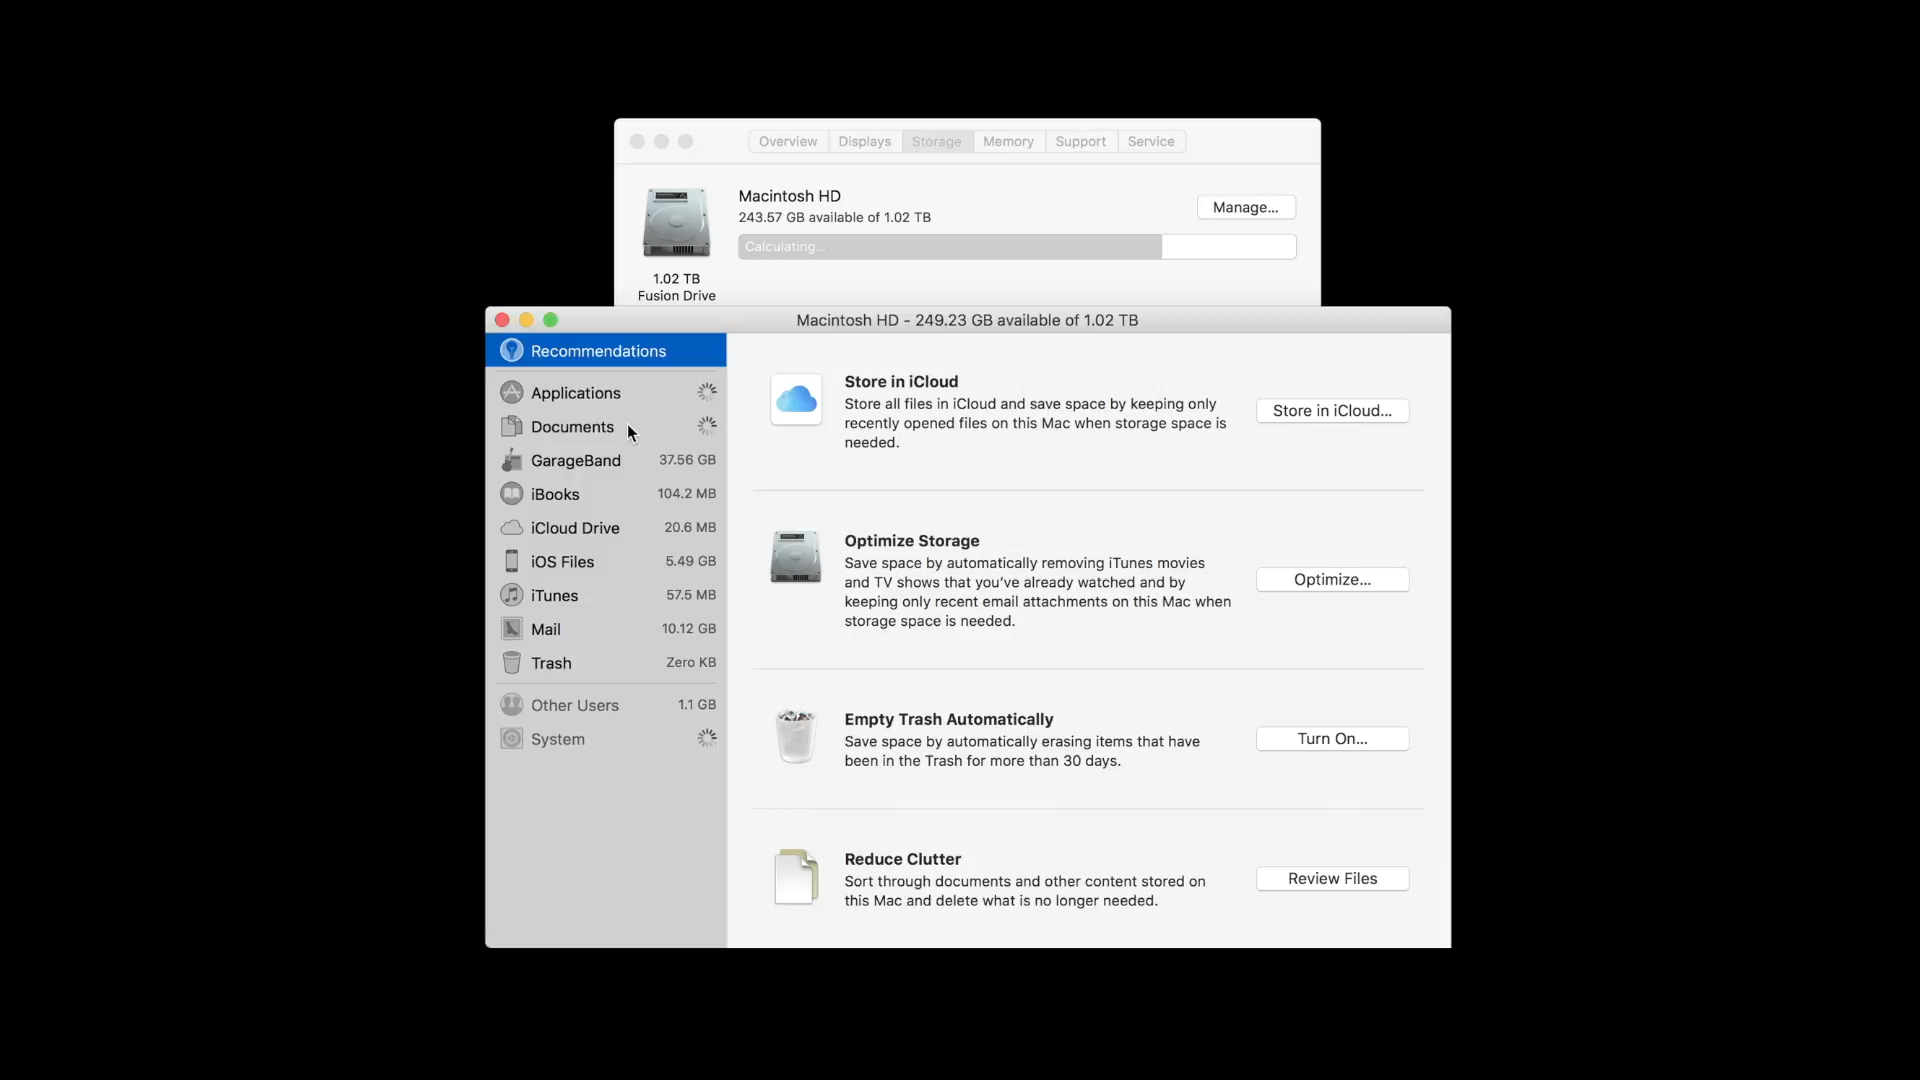 Overview Displays Storage Memory Support Service
Macintosh HD
243.57 GB available of 1.02 TB
Manage...
Calculating...
1.02 TB
Fusion Drive
Macintosh HD - 249.23 GB available of 1.02 TB
Recommendations
Applications
Documents
GarageBand 37.56 GB
iBooks 104.2 MB
iCloud Drive 20.6 MB
iOS Files 5.49 GB
iTunes 57.5 MB
Mail 10.12 GB
Trash Zero KB
Other Users 1.1 GB
System
Store in iCloud
Store all files in iCloud and save space by keeping only
recently opened files on this Mac when storage space is
needed.
Store in iCloud...
Optimize Storage
Save space by automatically removing iTunes movies
and TV shows that you've already watched and by
keeping only recent email attachments on this Mac when
storage space is needed.
Optimize...
Empty Trash Automatically
Save space by automatically erasing items that have
been in the Trash for more than 30 days.
Turn On...
Reduce Clutter
Sort through documents and other content stored on
this Mac and delete what is no longer needed.
Review Files